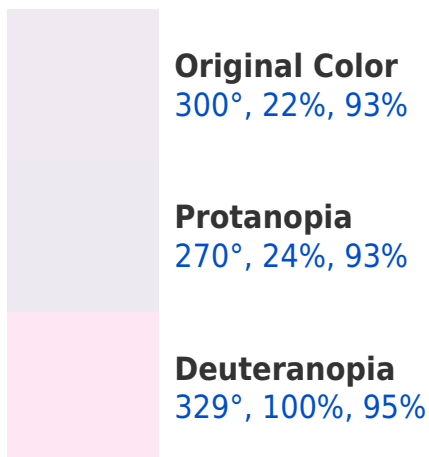 Original Color
300°, 22%, 93%
Protanopia
270°, 24%, 93%
Deuteranopia
329°, 100%, 95%